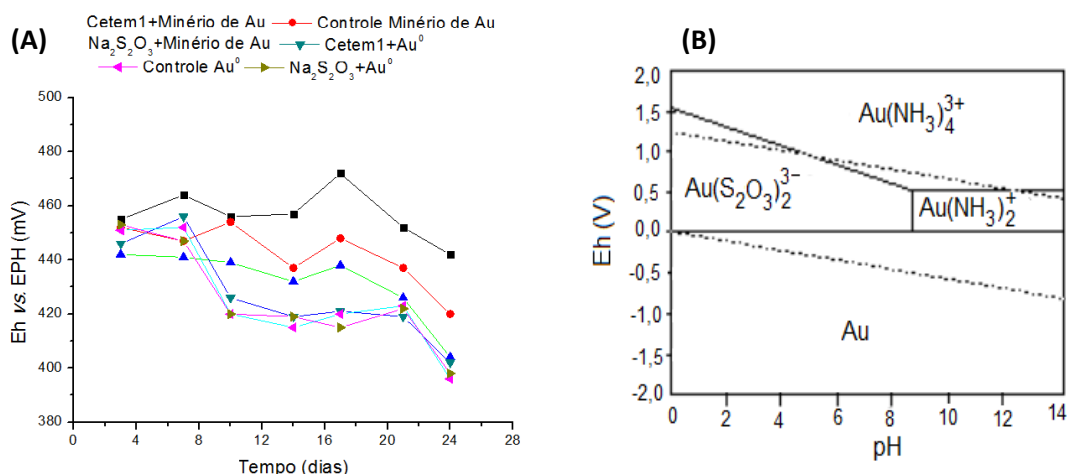 (A)
Cetem1+Minério de Au Controle Minério de Au
Na2S2O3+Minério de Au Cetem1+Au0
Controle Au0 Na2S2O3+Au0
500
480
460
440
420
400
380
Eh vs. EPH (mV)
0 4 8 12 16 20 24 28
Tempo (dias)
(B)
2,0
1,5
1,0
0,5
0.0
-0,5
-1,0
-1,5
-2,0
Eh (V)
Au(NH3)4 3+
Au(S2O3)2 3-
Au(NH3)2 +
Au
0 2 4 6 8 10 12 14
pH